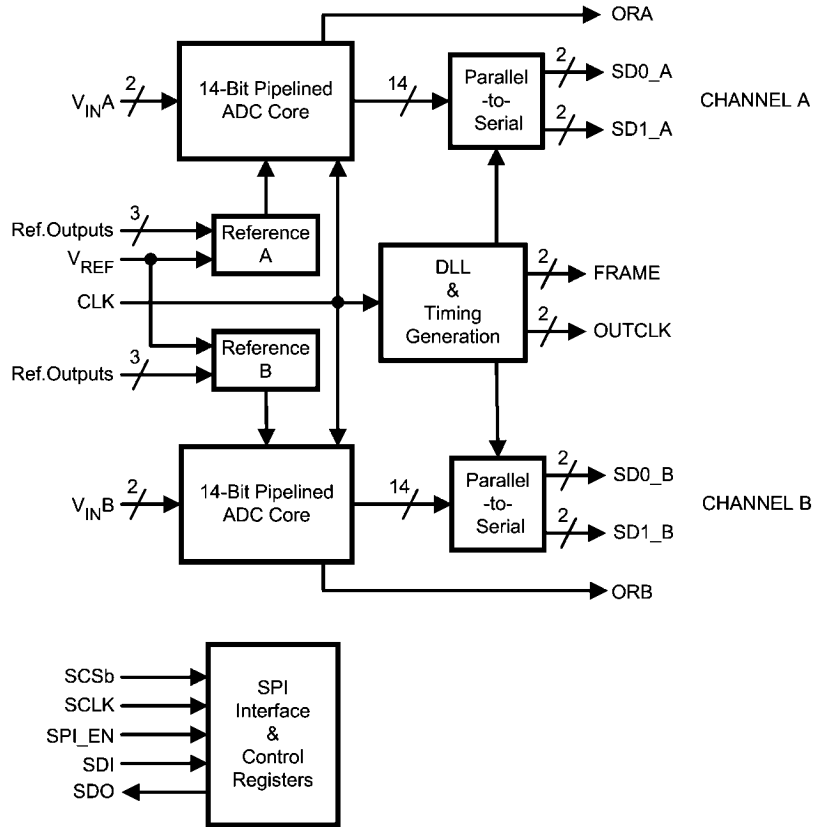 ORA
2
V_IN A
14-Bit Pipelined
ADC Core
14
Parallel
-to-
Serial
2
SD0_A
2
SD1_A
CHANNEL A
Ref.Outputs
3
Reference
A
V_REF
CLK
DLL
&
Timing
Generation
2
FRAME
2
OUTCLK
Reference
B
Ref.Outputs
3
V_IN B
2
14-Bit Pipelined
ADC Core
14
Parallel
-to-
Serial
2
SD0_B
2
SD1_B
CHANNEL B
ORB
SCSb
SCLK
SPI_EN
SDI
SDO
SPI
Interface
&
Control
Registers